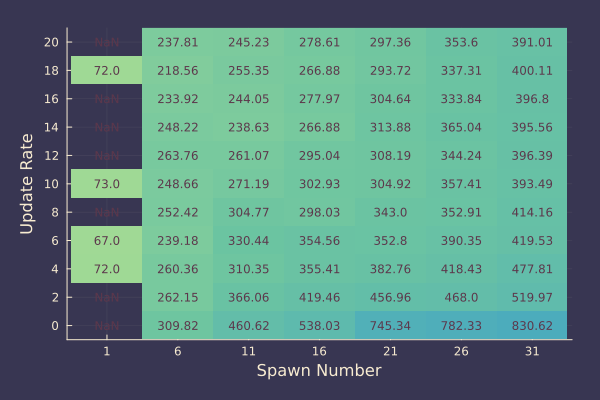 20 NaN 237.81 245.23 278.61 297.36 353.6 391.01
18 72.0 218.56 255.35 266.88 293.72 337.31 400.11
16 NaN 233.92 244.05 277.97 304.64 333.84 396.8
14 NaN 248.22 238.63 266.88 313.88 365.04 395.56
12 NaN 263.76 261.07 295.04 308.19 344.24 396.39
10 73.0 248.66 271.19 302.93 304.92 357.41 393.49
8 NaN 252.42 304.77 298.03 343.0 352.91 414.16
6 67.0 239.18 330.44 354.56 352.8 390.35 419.53
4 72.0 260.36 310.35 355.41 382.76 418.43 477.81
2 NaN 262.15 366.06 419.46 456.96 468.0 519.97
0 NaN 309.82 460.62 538.03 745.34 782.33 830.62
1 6 11 16 21 26 31
Spawn Number
Update Rate